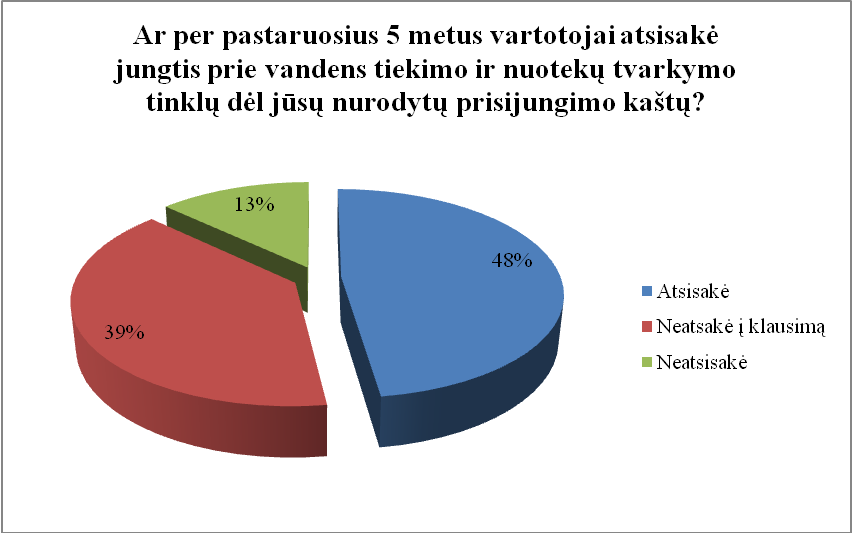 Ar per pastaruosius 5 metus vartotojai atsisakė
jungtis prie vandens tiekimo ir nuotekų tvarkymo
tinklų dėl jūsų nurodytų prisijungimo kaštų?
13%
48%
39%
Atsisakė
Neatsakė į klausimą
Neatsisakė